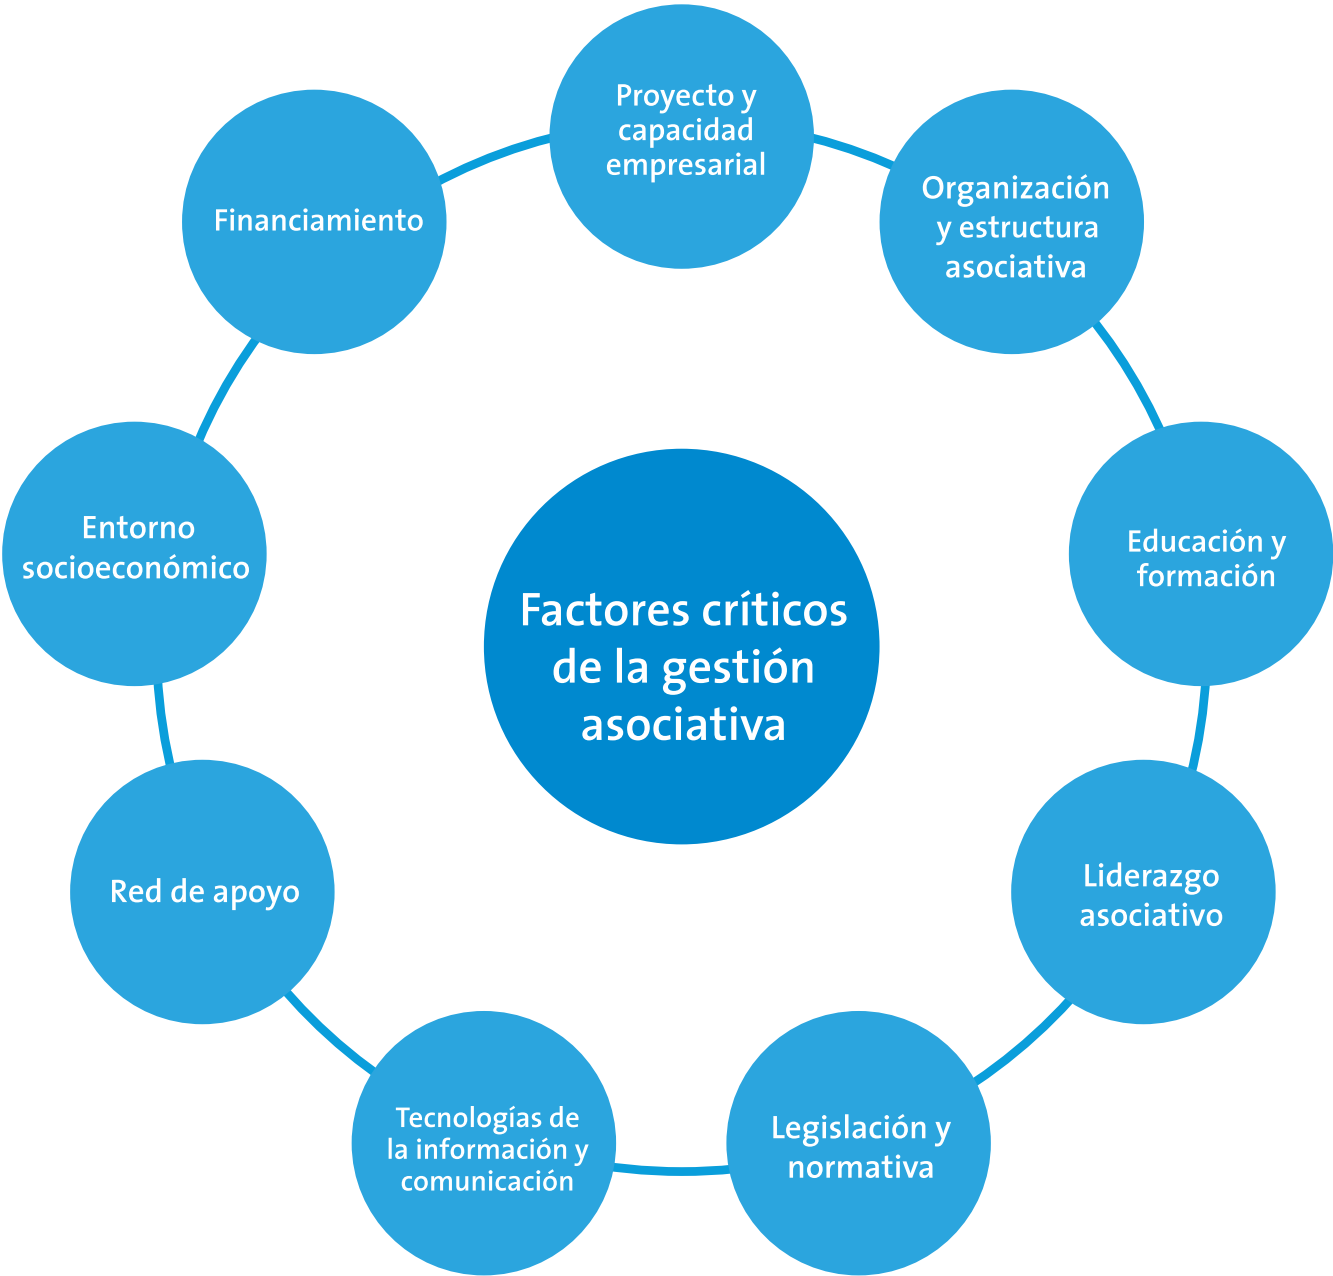 Proyecto y
capacidad
empresarial
Organización
y estructura
asociativa
Educación y
formación
Liderazgo
asociativo
Legislación y
normativa
Tecnologías de
la información y
comunicación
Red de apoyo
Entorno
socioeconómico
Financiamiento
Factores críticos
de la gestión
asociativa